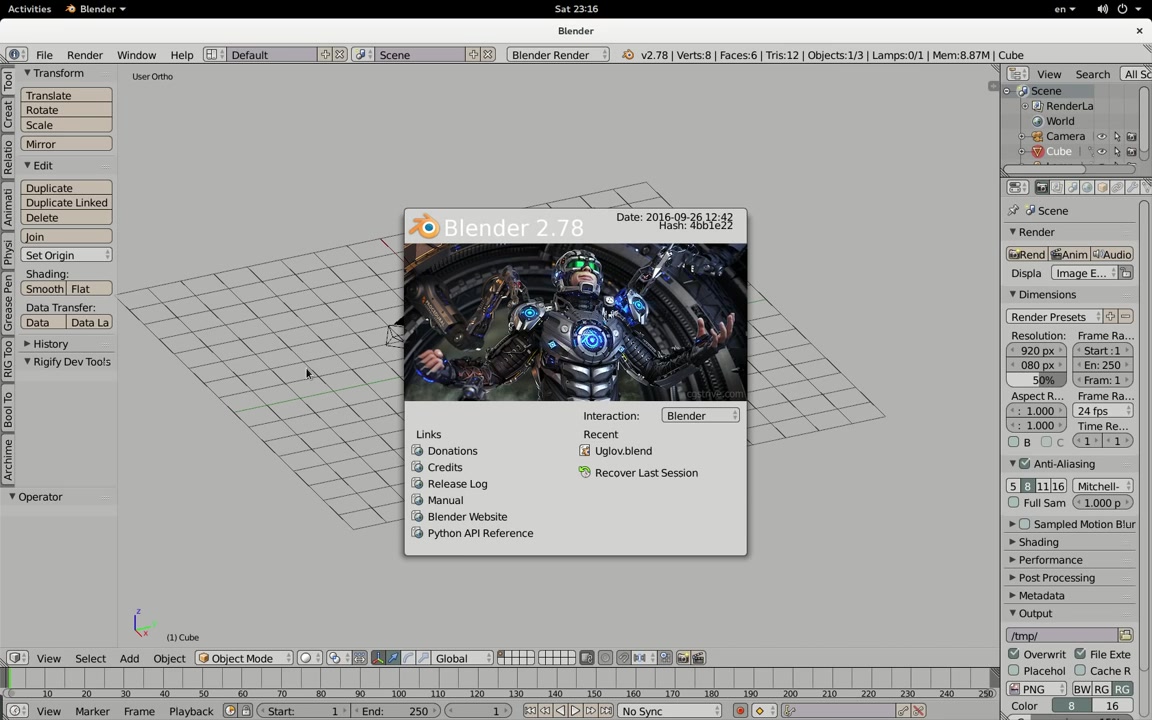 Activities Blender Sat 23:16 en
Blender
File Render Window Help Default Scene Blender Render v2.78 | Verts:8 | Faces:6 | Tris:12 | Objects:1/3 | Lamps:0/1 | Mem:8.87M | Cube
Tool
Creat
Relatio
Animati
Physi
Grease Pen
RIG Too
Bool To
Archime
Transform
Translate
Rotate
Scale
Mirror
Edit
Duplicate
Duplicate Linked
Delete
Join
Set Origin
Shading:
Smooth Flat
Data Transfer:
Data Data La
History
Rigify Dev Tools
Operator
User Ortho
Blender 2.78
Date: 2016-09-26 12:42
Hash: 4bb1e22
Interaction: Blender
Links
Donations
Credits
Release Log
Manual
Blender Website
Python API Reference
Recent
Uglov.blend
Recover Last Session
z
x
(1) Cube
View Select Add Object Object Mode Global
0 10 20 30 40 50 60 70 80 90 100 110 120 130 140 150 160 170 180 190 200 210 220 230 240 250
View Marker Frame Playback Start: 1 End: 250 1 No Sync
View Search All Sc
Scene
RenderLa
World
Camera
Cube
Scene
Render
Rend Anim Audio
Displa Image E...
Dimensions
Render Presets
Resolution: Frame Ra...
920 px Start :1
080 px En: 250
50% Fram: 1
Aspect R... Frame Ra...
: 1.000 24 fps
: 1.000 Time Re...
B C 1 1
Anti-Aliasing
5 8 11 16 Mitchell-
Full Sam 1.000 p
Sampled Motion Blur
Shading
Performance
Post Processing
Metadata
Output
/tmp/
Overwrit File Exte
Placehol Cache R
PNG BW RG RG
Color 8 16